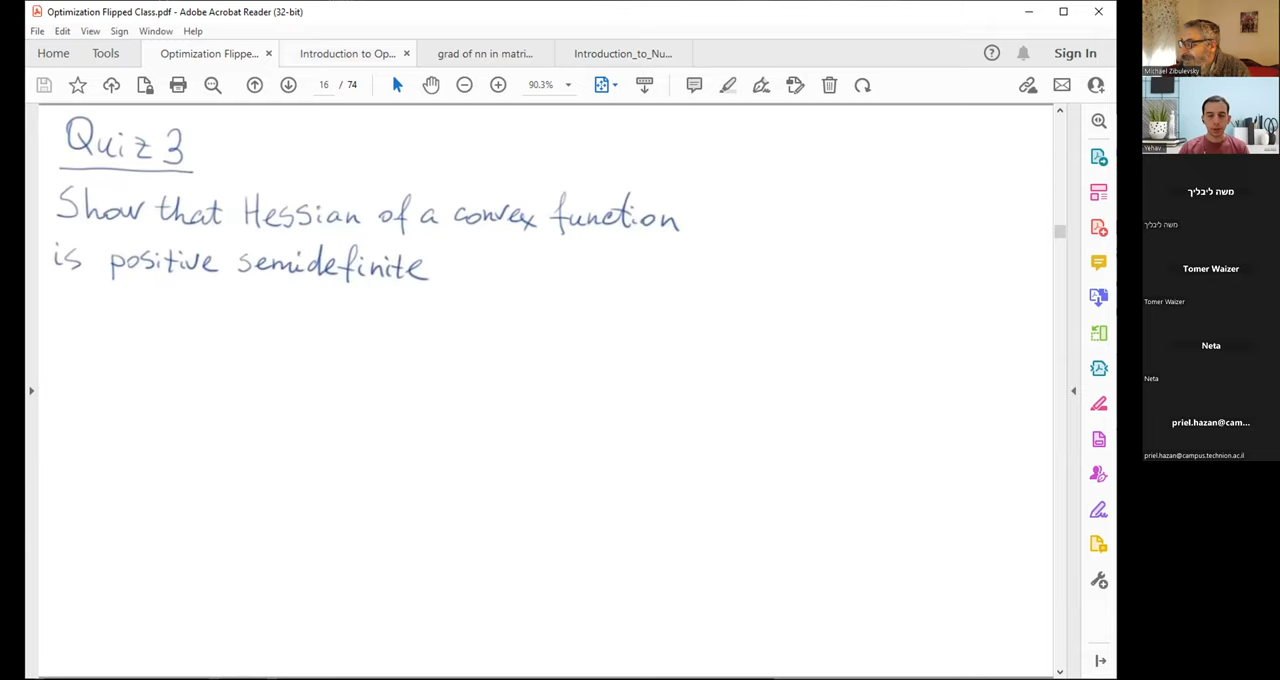 Optimization Flipped Class.pdf - Adobe Acrobat Reader (32-bit)
File Edit View Sign Window Help
Home Tools Optimization Flippe... × Introduction to Op... × grad of nn in matri... Introduction_to_Nu... Sign In
16 / 74 90.3%
Quiz 3
Show that Hessian of a convex function
is positive semidefinite
Michael Zibulevsky
Yehav
משה ליבליך
משה ליבליך
Tomer Waizer
Tomer Waizer
Neta
Neta
priel.hazan@cam...
priel.hazan@campus.technion.ac.il